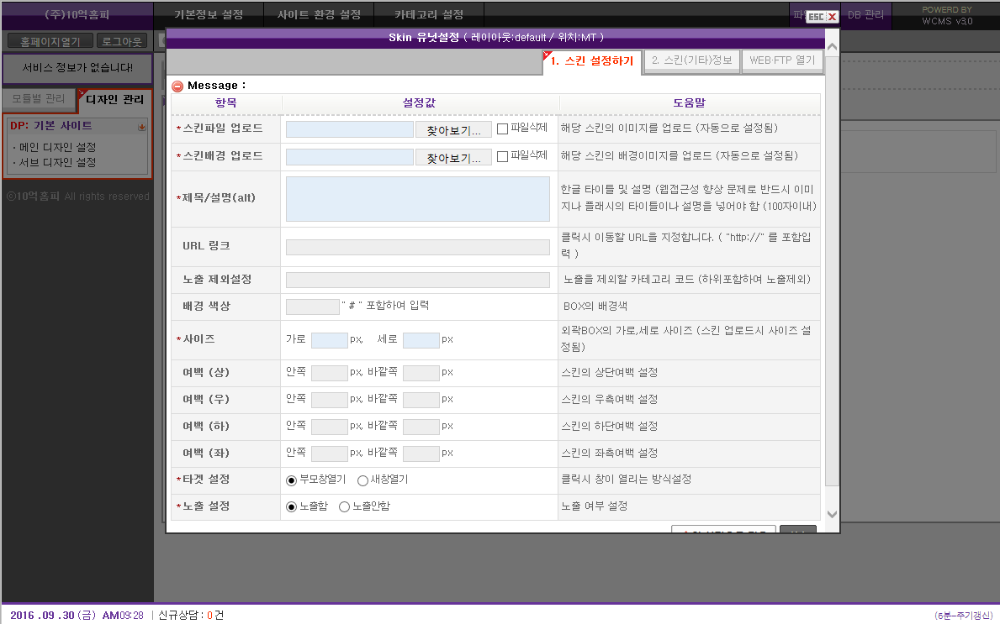 (주)10억홈피 기본정보 설정 사이트 환경 설정 카테고리 설정 DB 관리 POWERD BY
WCMS v3,0
ESC X
홈페이지열기 로그아웃
서비스 정보가 없습니다!
모듈별 관리 디자인 관리
DP: 기본 사이트
· 메인 디자인 설정
· 서브 디자인 설정
ⓒ10억홈피 All rights reserved
Skin 유닛설정 ( 레이아웃:default / 위치:MT )
1. 스킨 설정하기 2. 스킨(기타)정보 WEB·FTP 열기
Message :
항목 설정값 도움말
*스킨파일 업로드 찾아보기... 파일삭제 해당 스킨의 이미지를 업로드 (자동으로 설정됨)
*스킨배경 업로드 찾아보기... 파일삭제 해당 스킨의 배경이미지를 업로드 (자동으로 설정됨)
*제목/설명(alt) 한글 타이틀 및 설명 (웹접근성 향상 문제로 반드시 이미
지나 플래시의 타이틀이나 설명을 넣어야 함 (100자이내)
URL 링크 클릭시 이동할 URL을 지정합니다. ( "http://" 를 포함입
력 )
노출 제외설정 노출을 제외할 카테고리 코드 (하위포함하여 노출제외)
배경 색상 " # " 포함하여 입력 BOX의 배경색
*사이즈 가로 px, 세로 px 외곽BOX의 가로,세로 사이즈 (스킨 업로드시 사이즈 설
정됨)
여백 (상) 안쪽 px, 바깥쪽 px 스킨의 상단여백 설정
여백 (우) 안쪽 px, 바깥쪽 px 스킨의 우측여백 설정
여백 (하) 안쪽 px, 바깥쪽 px 스킨의 하단여백 설정
여백 (좌) 안쪽 px, 바깥쪽 px 스킨의 좌측여백 설정
*타겟 설정 부모창열기 새창열기 클릭시 창이 열리는 방식설정
*노출 설정 노출함 노출안함 노출 여부 설정
2016 .09 .30 (금) AM09:28 신규상담 : 0 건 (6분-주기갱신)